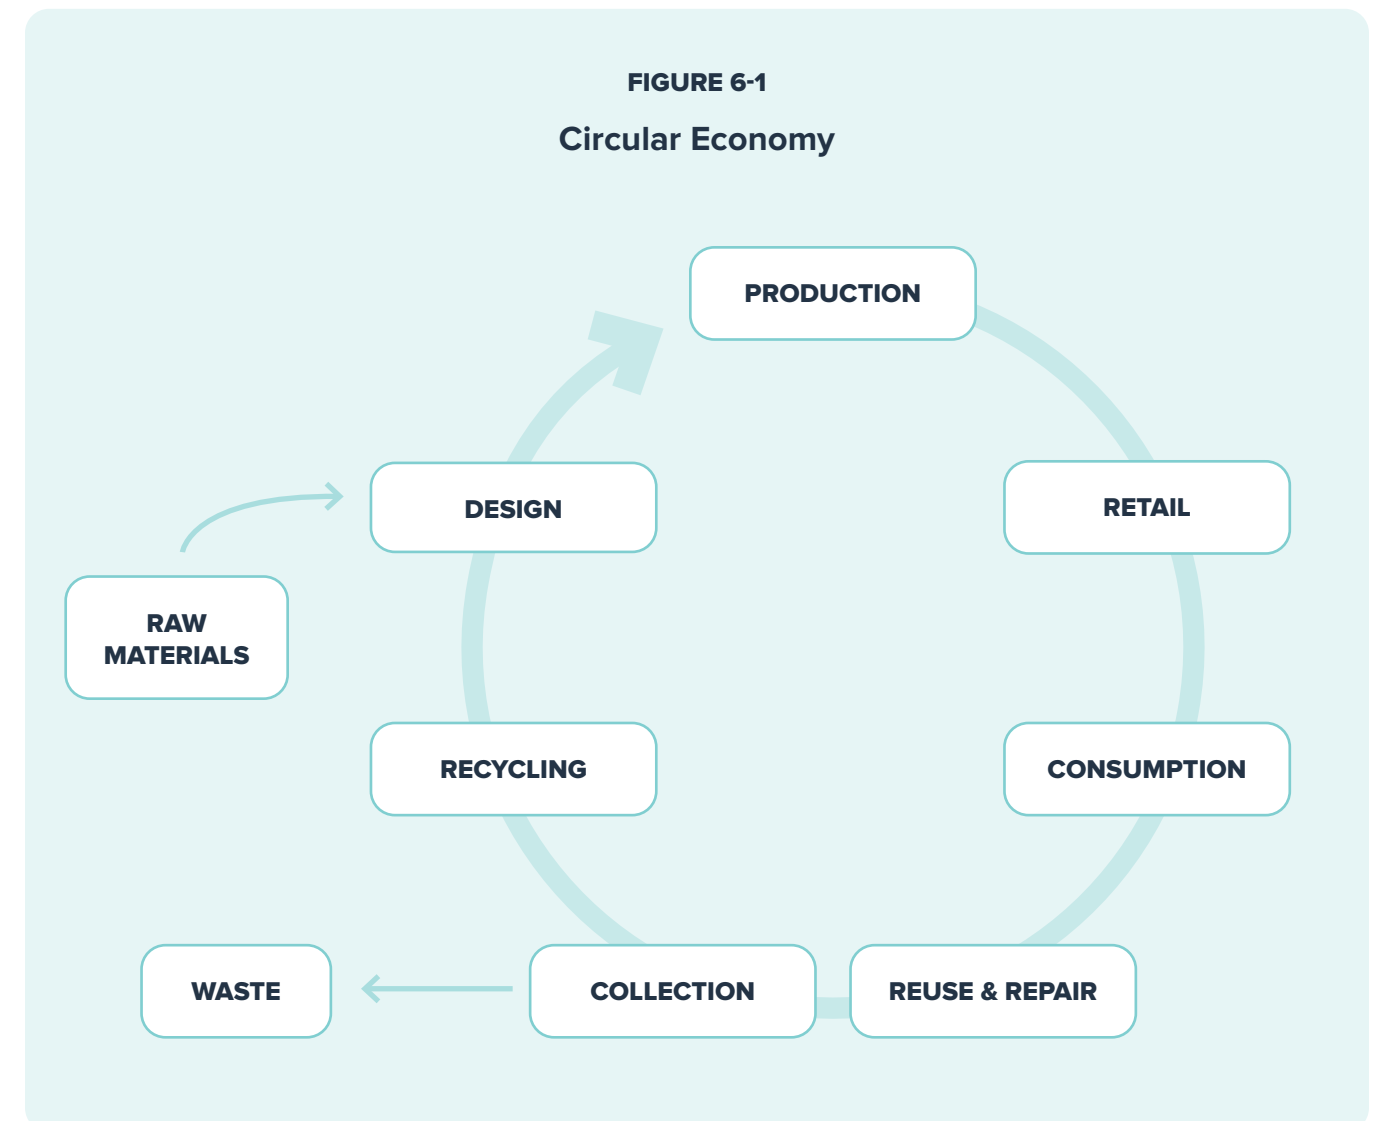 FIGURE 6-1
Circular Economy
PRODUCTION
DESIGN
RETAIL
RAW
MATERIALS
RECYCLING
CONSUMPTION
WASTE
COLLECTION
REUSE & REPAIR